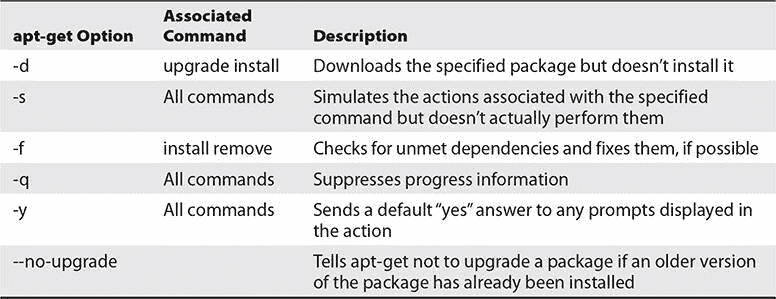 Associated
apt-get Option Command Description
-d upgrade install Downloads the specified package but doesn’t install it
-s All commands Simulates the actions associated with the specified
command but doesn’t actually perform them
-f install remove Checks for unmet dependencies and fixes them, if possible
-q All commands Suppresses progress information
-y All commands Sends a default “yes” answer to any prompts displayed in
the action
--no-upgrade Tells apt-get not to upgrade a package if an older version
of the package has already been installed